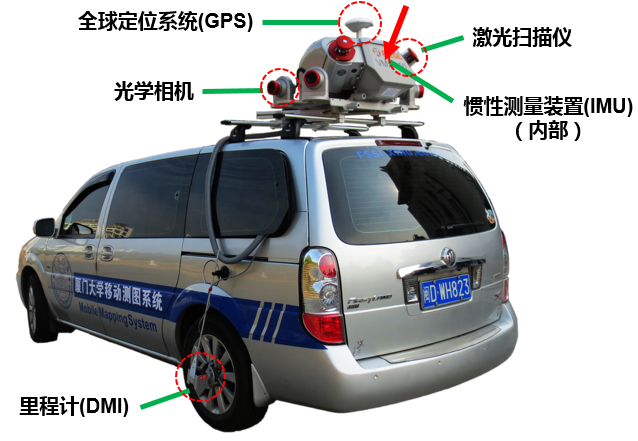 全球定位系统(GPS)
激光扫描仪
光学相机
惯性测量装置(IMU)
（内部）
厦门大学移动测图系统
Mobile Mapping System
闽D·WH823
里程计(DMI)